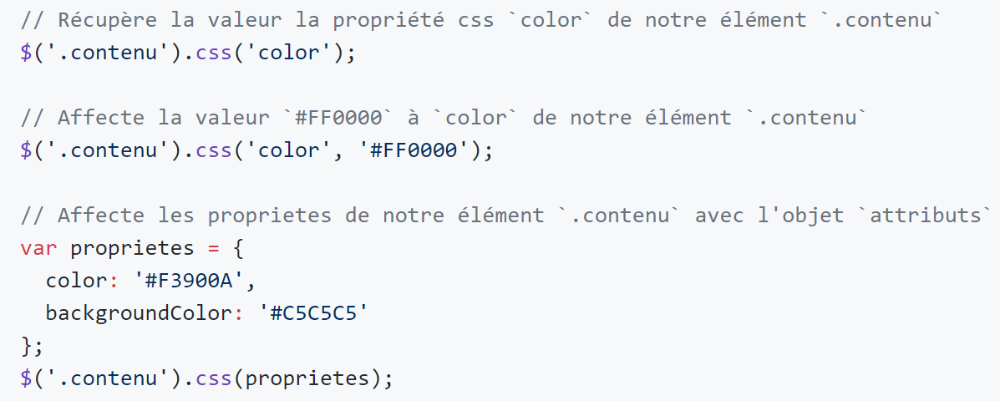 // Récupère la valeur la propriété css `color` de notre élément `.contenu`
$('.contenu').css('color');
// Affecte la valeur `#FF0000` à `color` de notre élément `.contenu`
$('.contenu').css('color', '#FF0000');
// Affecte les proprietes de notre élément `.contenu` avec l'objet `attributs`
var proprietes = {
  color: '#F3900A',
  backgroundColor: '#C5C5C5'
};
$('.contenu').css(proprietes);